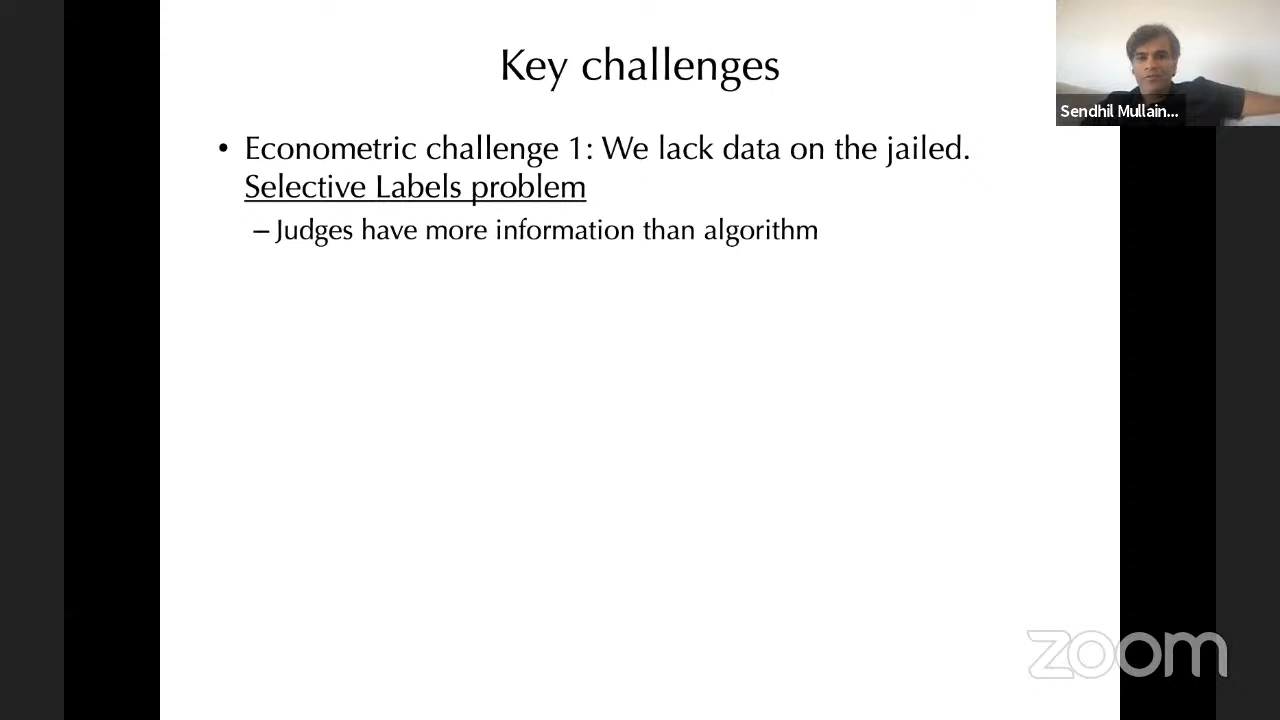 Key challenges
Sendhil Mullain...
• Econometric challenge 1: We lack data on the jailed.
Selective Labels problem
– Judges have more information than algorithm
zoom